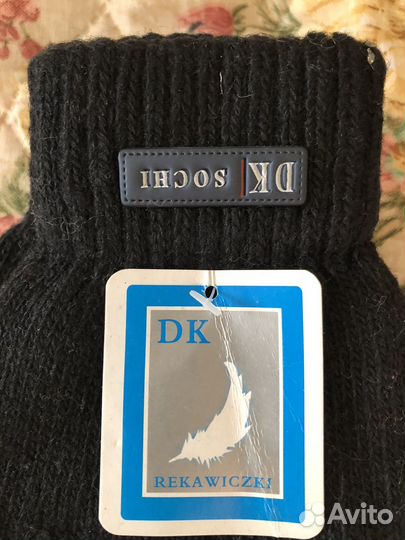 DK SOCHI
DK
REKAWICZKI
Avito